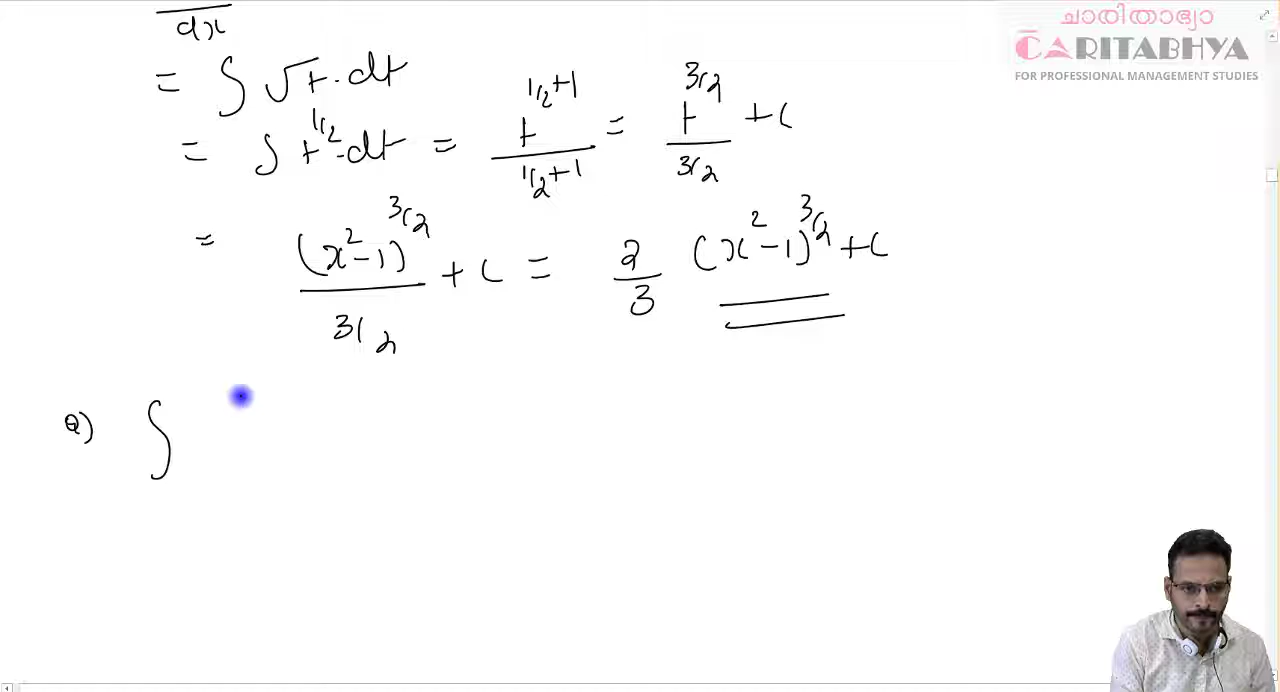 ചാരിതാഭ്യാ
CARITABHYA
FOR PROFESSIONAL MANAGEMENT STUDIES
dx
= ∫ √t · dt
= ∫ t^{1/2} · dt = t^{1/2+1} / (1/2+1) = t^{3/2} / (3/2) + C
= (x² − 1)^{3/2} / (3/2) + C = 2/3 (x² − 1)^{3/2} + C
Q) ∫